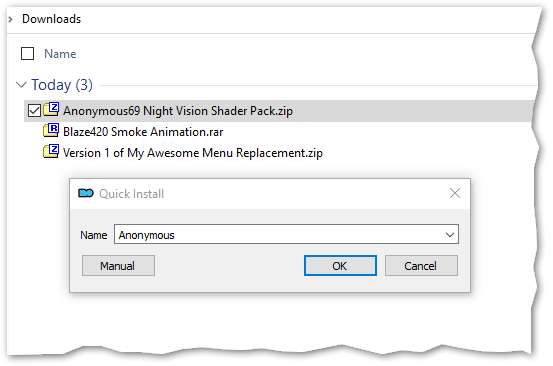 Downloads
Name
Today (3)
Anonymous69 Night Vision Shader Pack.zip
Blaze420 Smoke Animation.rar
Version 1 of My Awesome Menu Replacement.zip
Quick Install
Name Anonymous
Manual OK Cancel